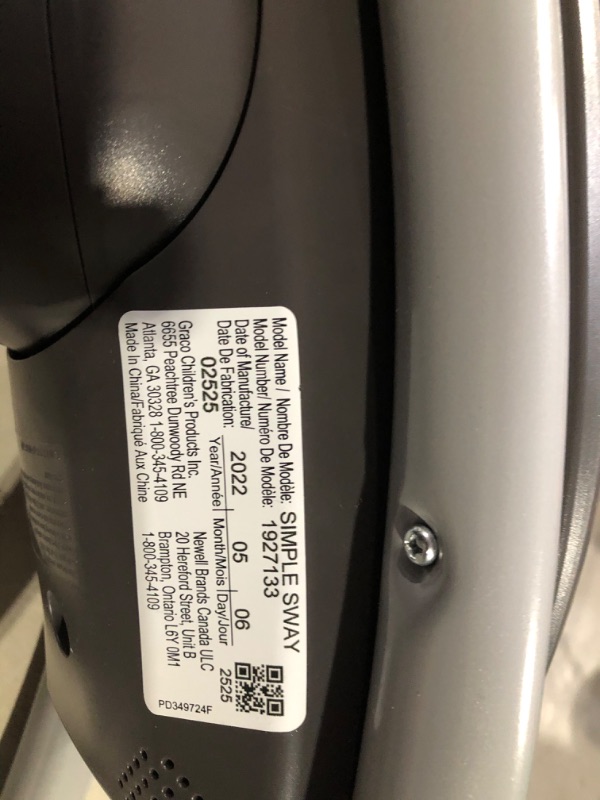 Model Name / Nombre De Modèle: SIMPLE SWAY
Model Number/ Numéro De Modèle: 1927133
Date of Manufacture/
Date De Fabrication: 2022 05 06
02525 Year/Année Month/Mois Day/Jour 2525
Graco Children's Products Inc.
6655 Peachtree Dunwoody Rd NE
Atlanta, GA 30328 1-800-345-4109
Made In China/Fabriqué Aux Chine
Newell Brands Canada ULC
20 Hereford Street, Unit B
Brampton, Ontario L6Y 0M1
1-800-345-4109
PD349724F